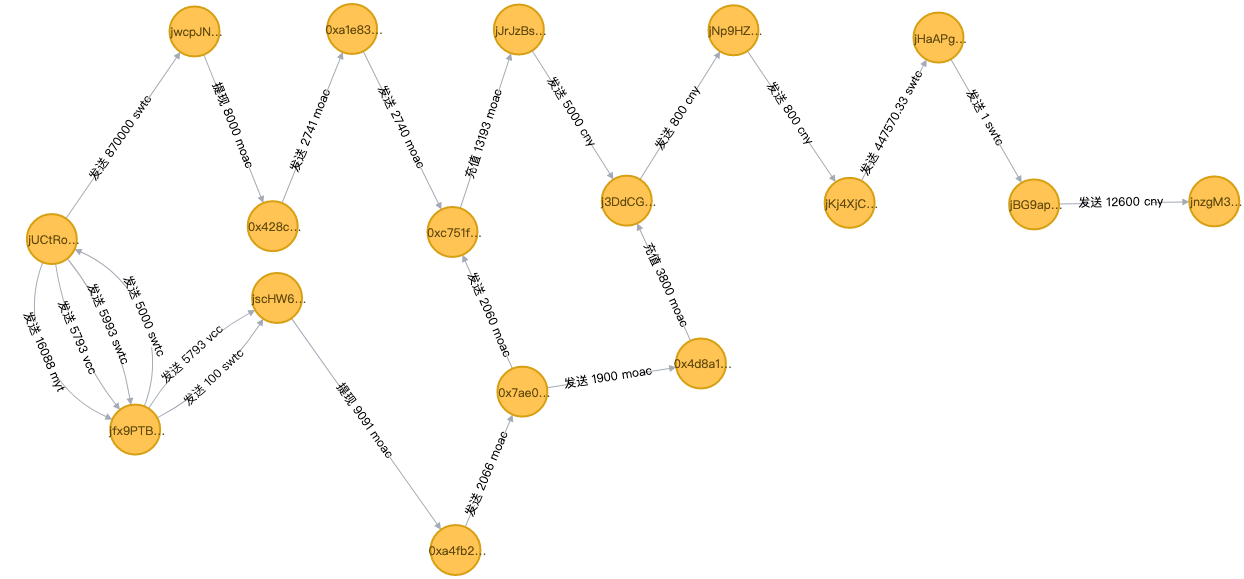 jwcpJN...
0xa1e83...
jJrJzBs...
jNp9HZ...
jHaAPg...
发送 870000 swtc
提现 8000 moac
发送 2741 moac
发送 2740 moac
充值 13193 moac
发送 5000 cny
发送 800 cny
发送 800 cny
发送 447570.33 swtc
发送 1 swtc
jUCtRo...
0x428c...
0xc751f...
j3DdCG...
jKj4XjC...
jBG9ap...
发送 12600 cny
jnzgM3...
发送 16088 myt
发送 5793 vcc
发送 5993 swtc
发送 5000 swtc
jscHW6...
发送 5793 vcc
发送 100 swtc
发送 2060 moac
充值 3800 moac
jfx9PTB...
提现 9091 moac
0x7ae0...
发送 1900 moac
0x4d8a1...
发送 2066 moac
0xa4fb2...